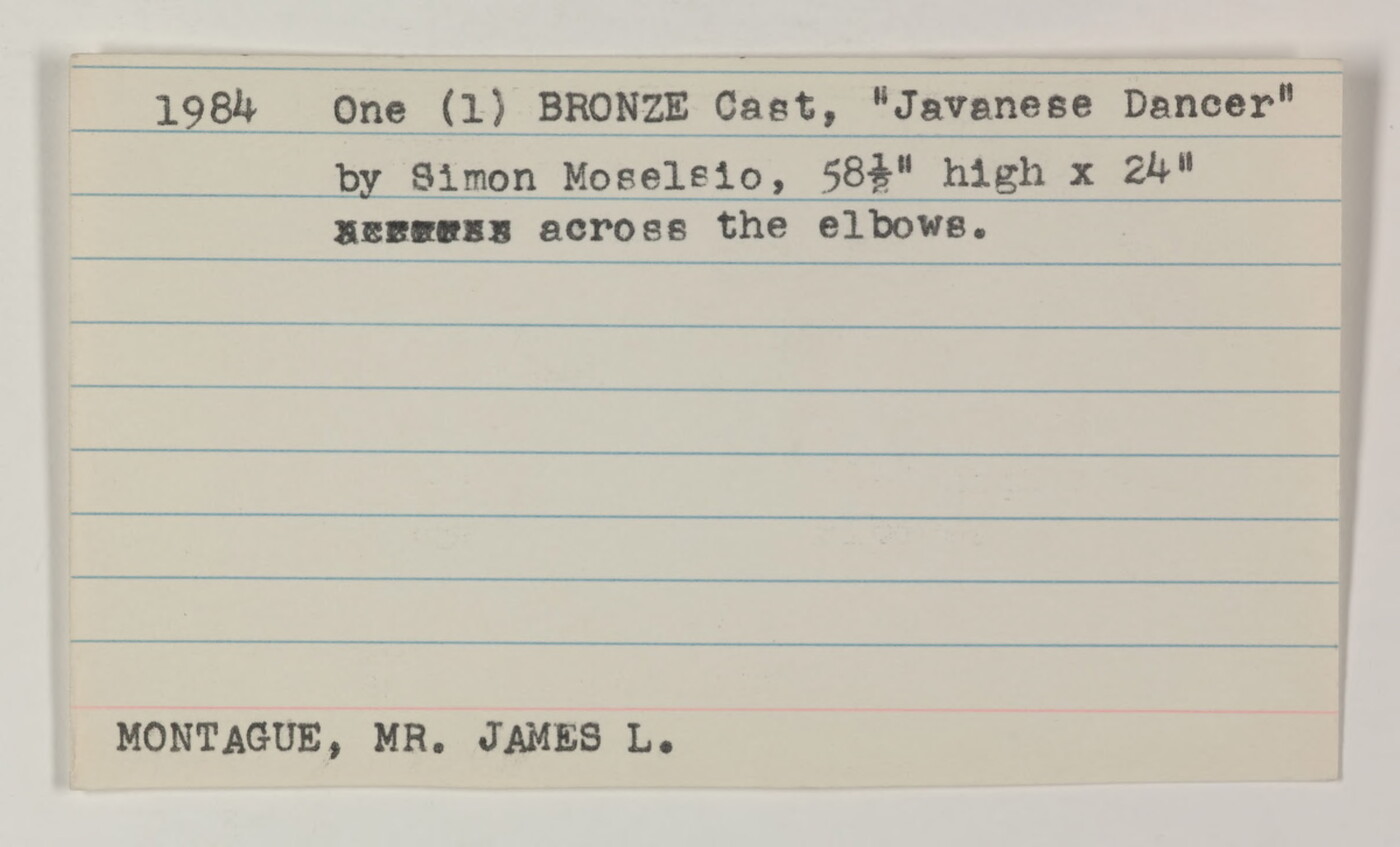 1984 One (1) BRONZE Cast, "Javanese Dancer"
by Simon Moselsio, 58½" high x 24"
across the elbows.
MONTAGUE, MR. JAMES L.